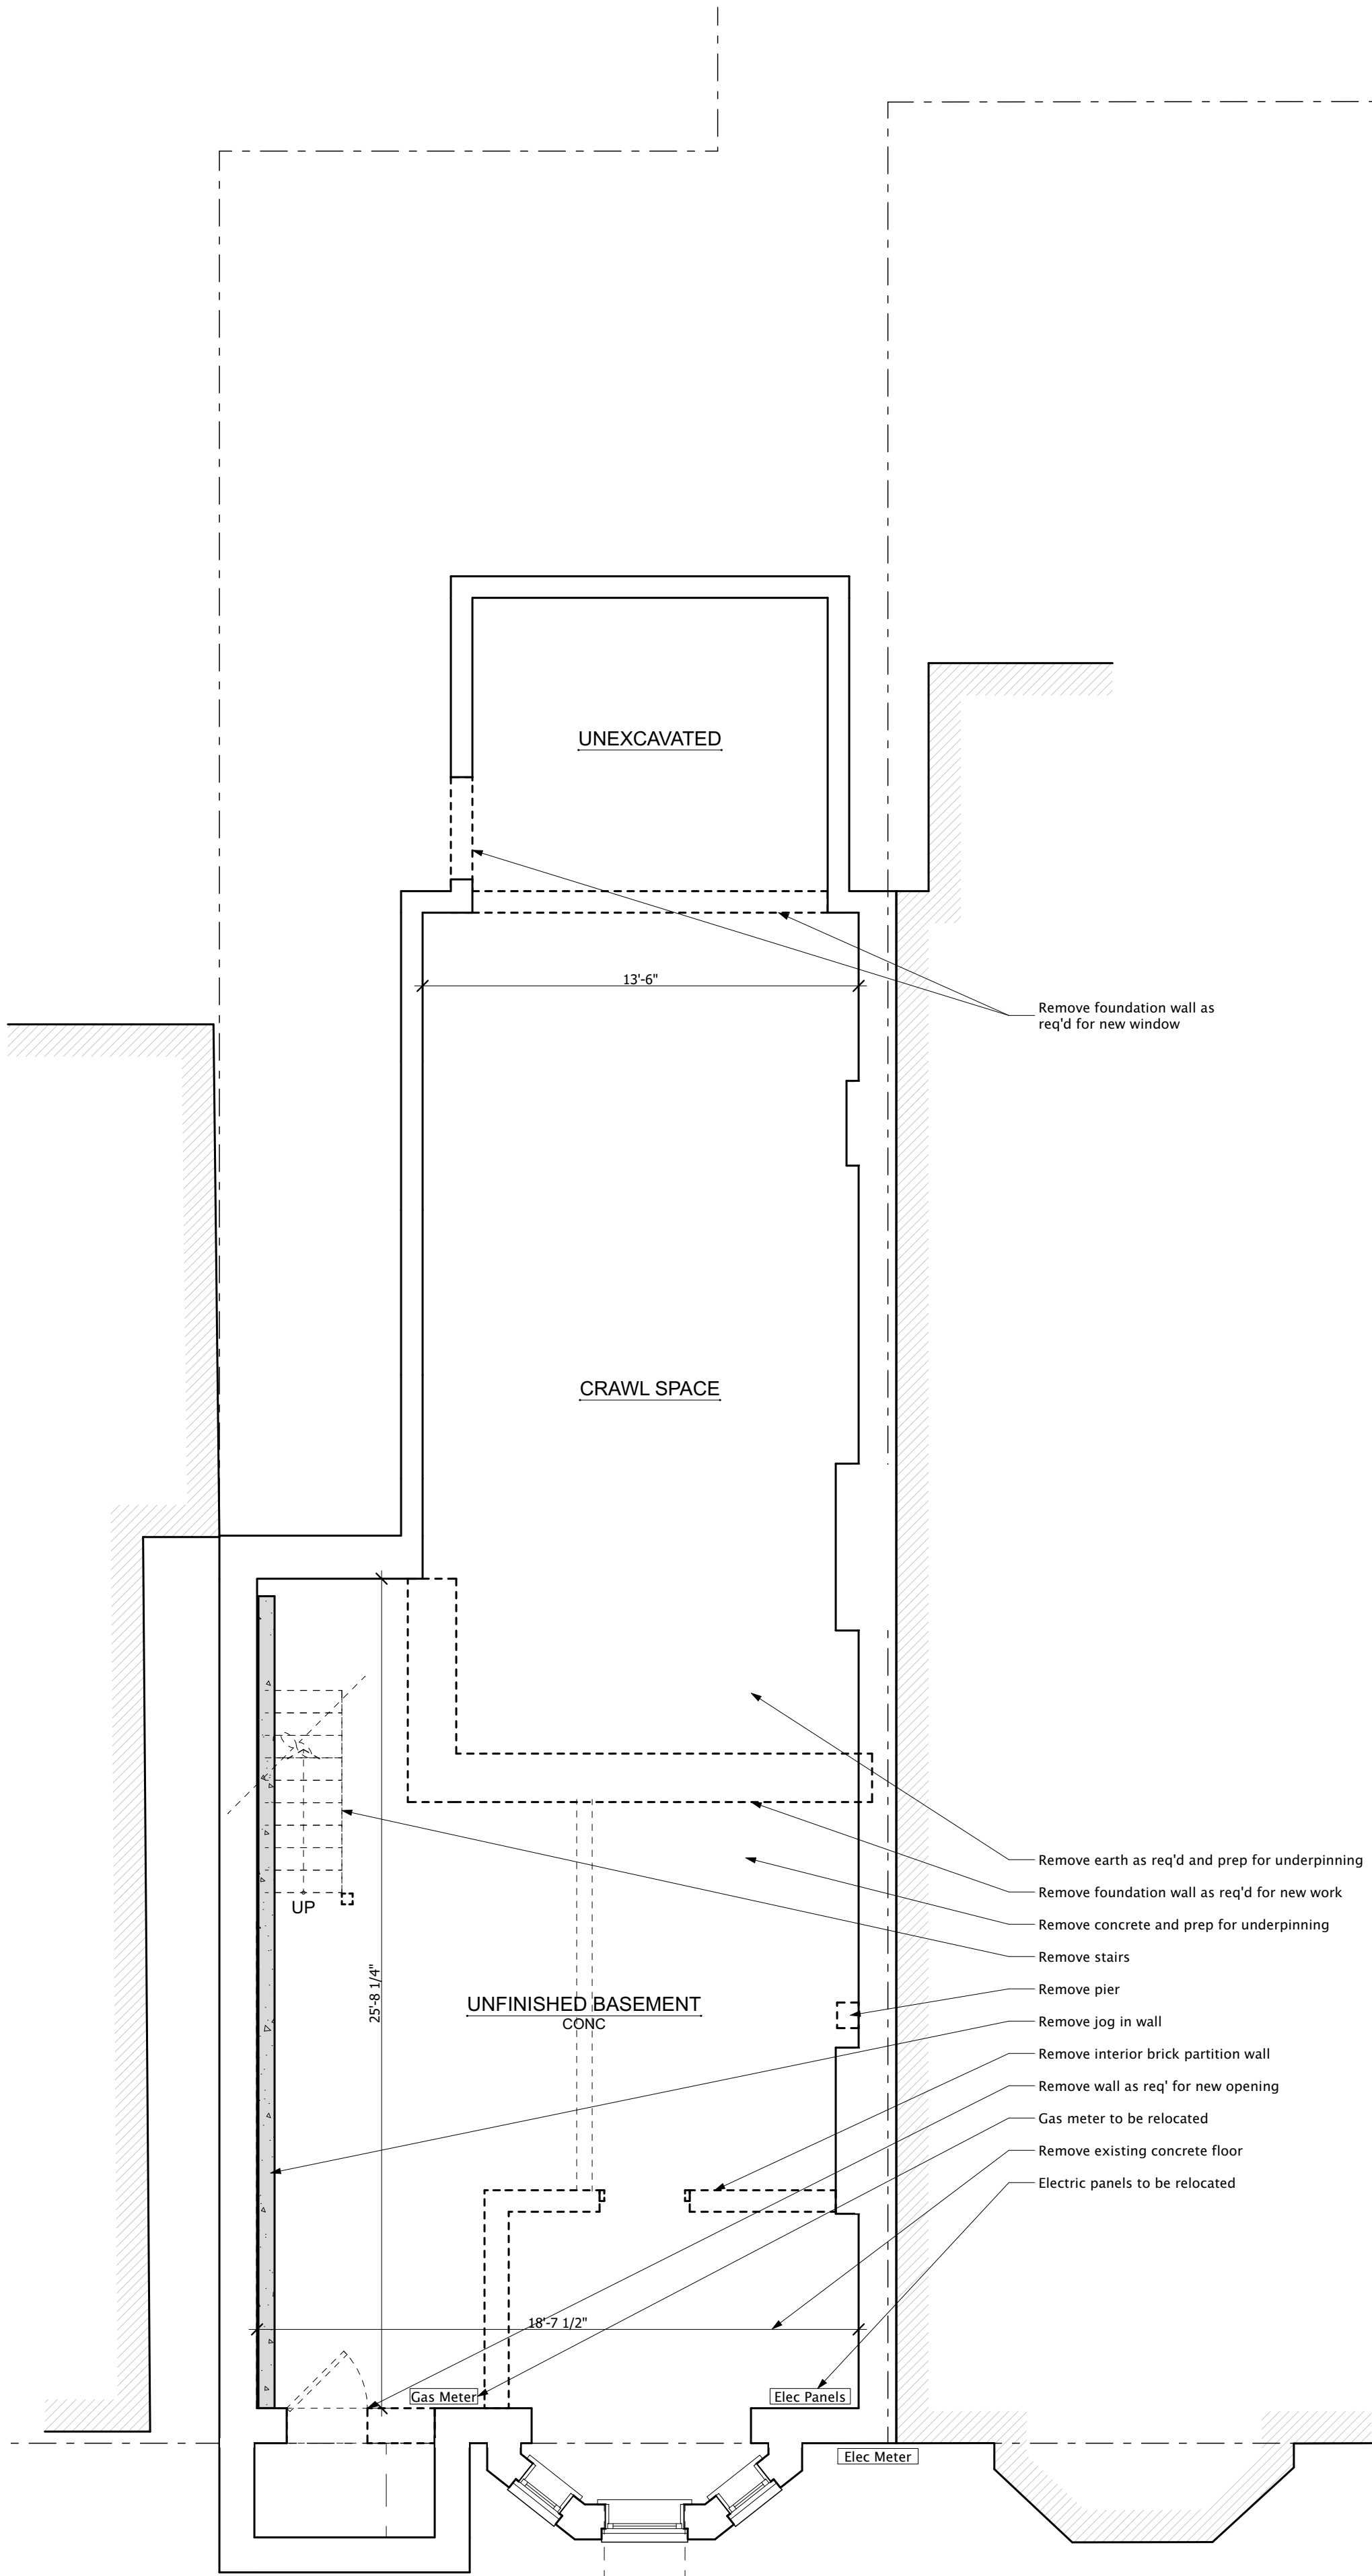 UNEXCAVATED
13'-6"
Remove foundation wall as
req'd for new window
CRAWL SPACE
Remove earth as req'd and prep for underpinning
Remove foundation wall as req'd for new work
UP
Remove concrete and prep for underpinning
Remove stairs
25'-8 1/4"
UNFINISHED BASEMENT
CONC
Remove pier
Remove jog in wall
Remove interior brick partition wall
Remove wall as req' for new opening
Gas meter to be relocated
Remove existing concrete floor
Electric panels to be relocated
18'-7 1/2"
Gas Meter
Elec Panels
Elec Meter